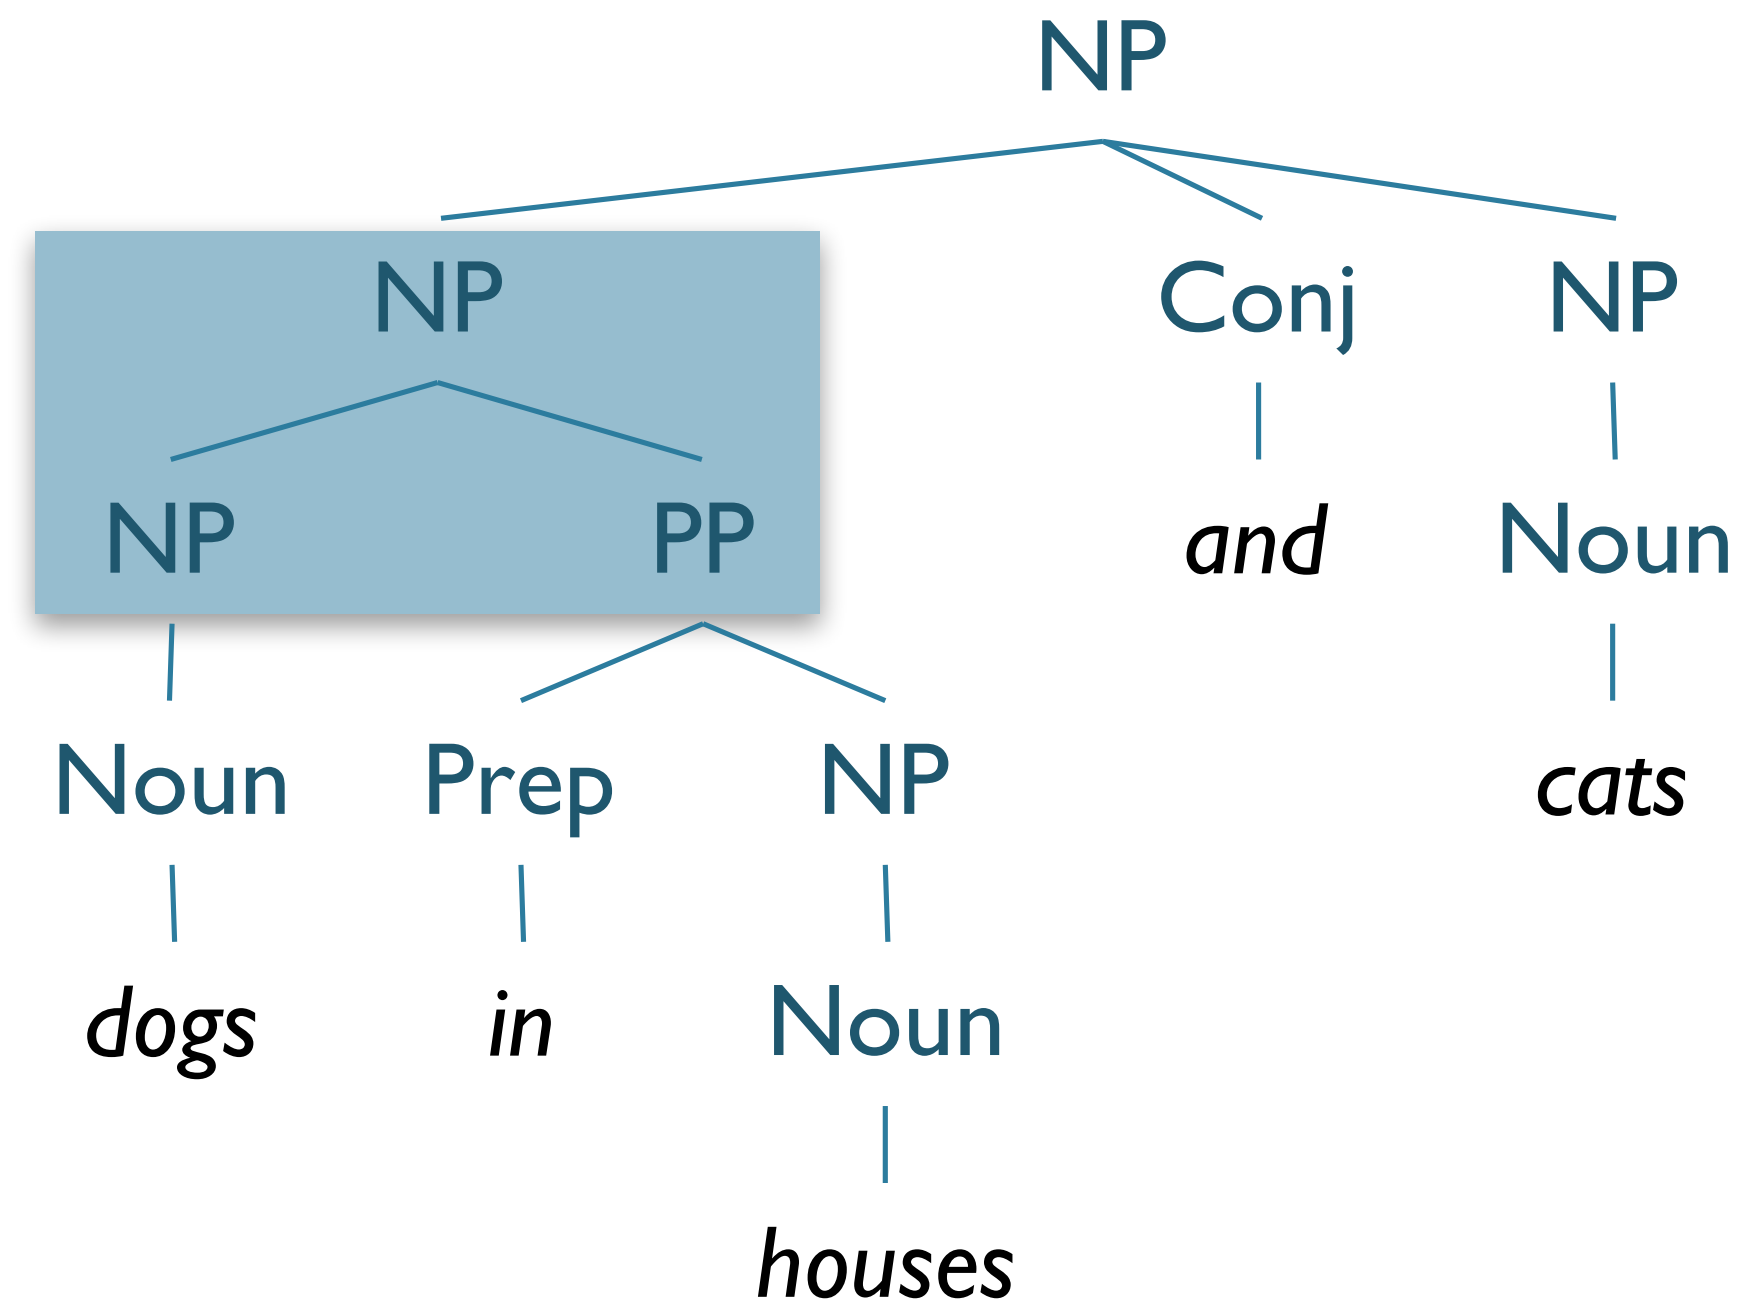 NP
NP Conj NP
NP PP and Noun
Noun Prep NP cats
dogs in Noun
houses